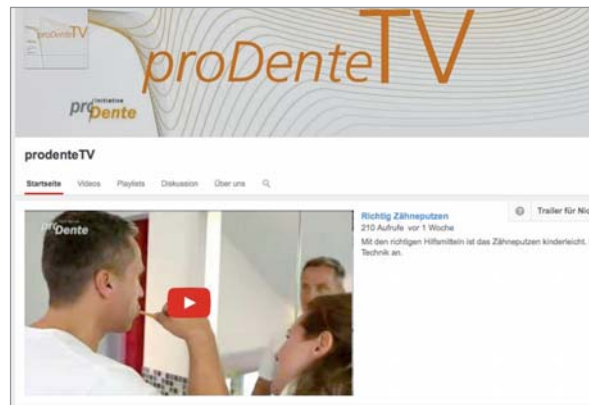 proDenteTV
proDenteTV
initiative
proDente
prodenteTV
Startseite Videos Playlists Diskussion Über uns
proDente
Richtig Zähneputzen
Trailer für Nic
210 Aufrufe vor 1 Woche
Mit den richtigen Hilfsmitteln ist das Zähneputzen kinderleicht.
Technik an.